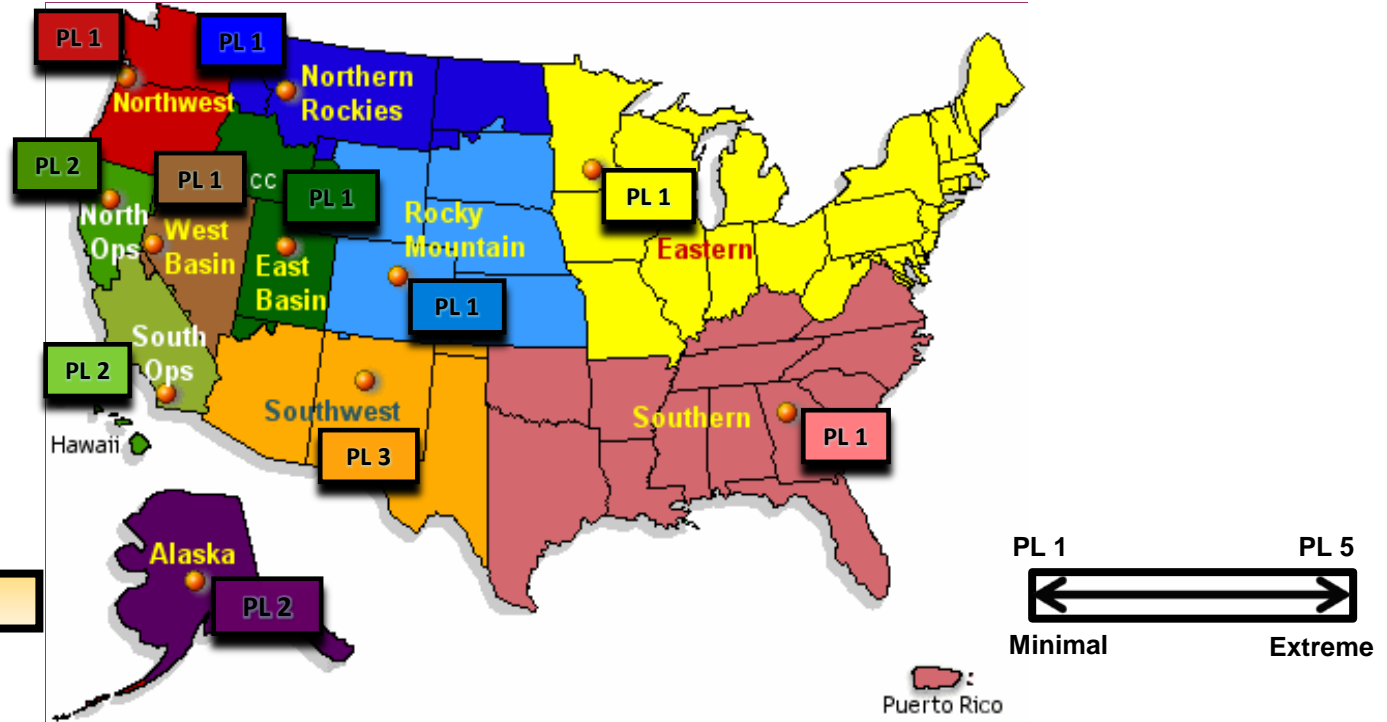 PL 1
PL 1
Northern
Rockies
Northwest
PL 2
PL 1
CC
PL 1
PL 1
North
Ops
West
Basin
East
Basin
Rocky
Mountain
Eastern
PL 1
South
Ops
PL 2
Southwest
PL 3
Southern
PL 1
Hawaii
Alaska
PL 2
PL 1
PL 5
Minimal
Extreme
:
Puerto Rico